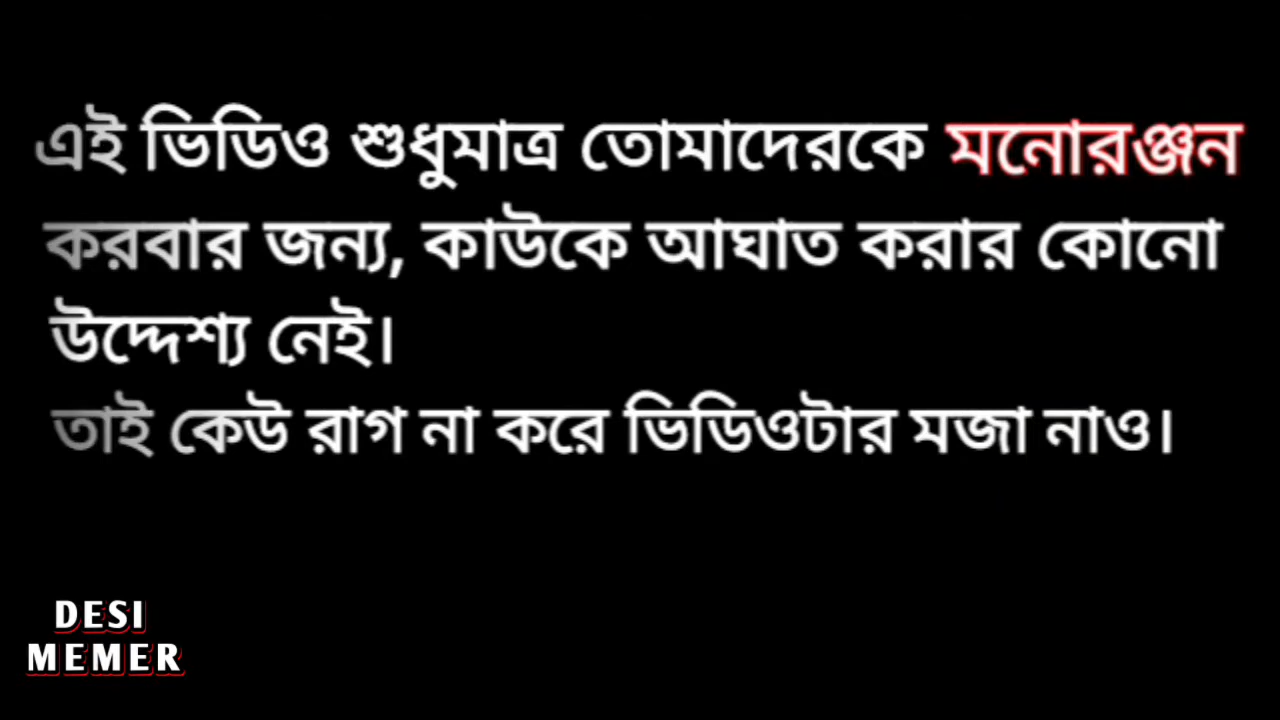 এই ভিডিও শুধুমাত্র তোমাদেরকে মনোরঞ্জন
করবার জন্য, কাউকে আঘাত করার কোনো
উদ্দেশ্য নেই।
তাই কেউ রাগ না করে ভিডিওটার মজা নাও।
DESI
MEMER